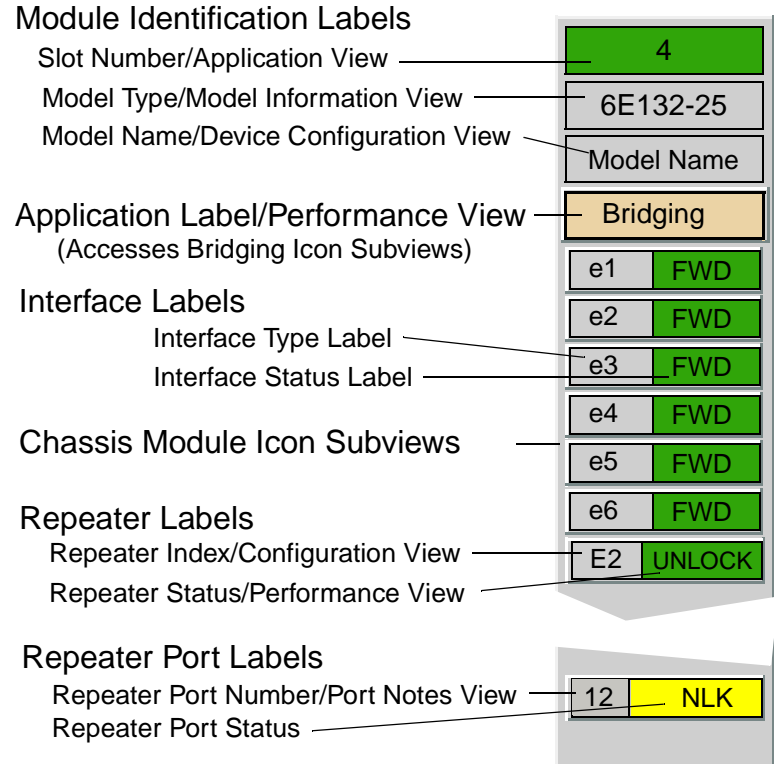 Module Identification Labels
Slot Number/Application View
4
Model Type/Model Information View
6E132-25
Model Name/Device Configuration View
Model Name
Application Label/Performance View
Bridging
(Accesses Bridging Icon Subviews)
e1 FWD
Interface Labels
e2 FWD
Interface Type Label
e3 FWD
Interface Status Label
e4 FWD
Chassis Module Icon Subviews
e5 FWD
e6 FWD
Repeater Labels
Repeater Index/Configuration View
E2 UNLOCK
Repeater Status/Performance View
Repeater Port Labels
Repeater Port Number/Port Notes View
12 NLK
Repeater Port Status